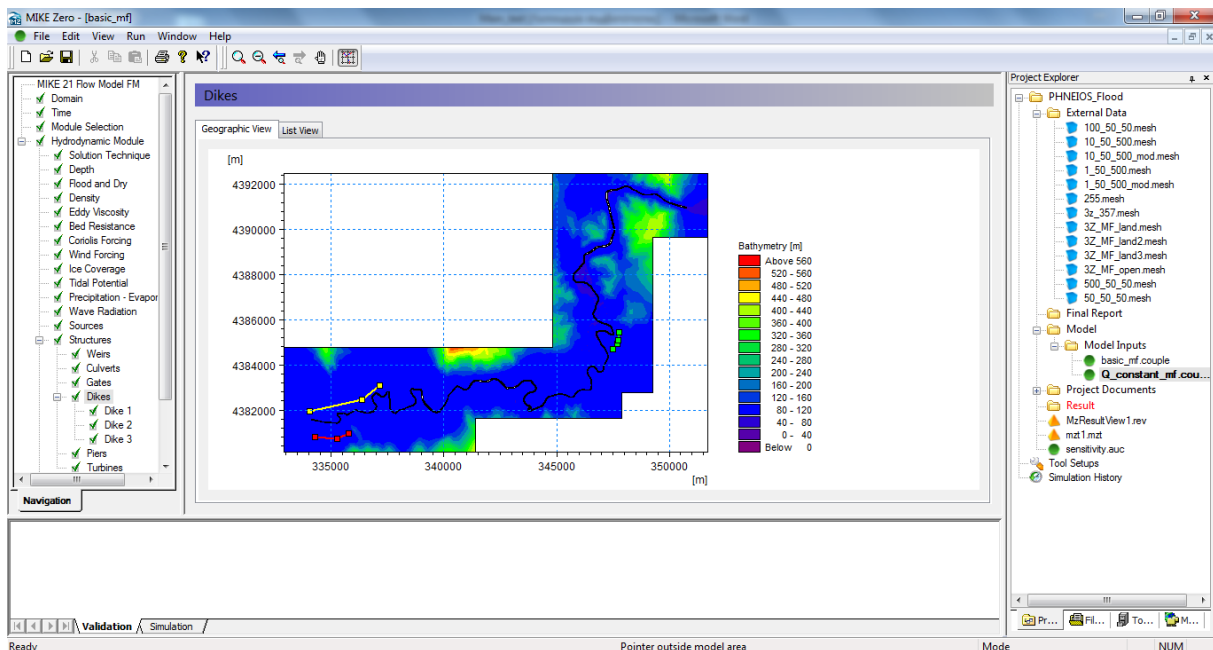 MIKE Zero - [basic_mf]
File Edit View Run Window Help
MIKE 21 Flow Model FM
Domain
Time
Module Selection
Hydrodynamic Module
Solution Technique
Depth
Flood and Dry
Density
Eddy Viscosity
Bed Resistance
Coriolis Forcing
Wind Forcing
Ice Coverage
Tidal Potential
Precipitation - Evapor
Wave Radiation
Sources
Structures
Weirs
Culverts
Gates
Dikes
Dike 1
Dike 2
Dike 3
Piers
Turbines
Navigation
Dikes
Geographic View List View
[m]
4392000
4390000
4388000
4386000
4384000
4382000
335000 340000 345000 350000
[m]
Bathymetry [m]
Above 560
520 - 560
480 - 520
440 - 480
400 - 440
360 - 400
320 - 360
280 - 320
240 - 280
200 - 240
160 - 200
120 - 160
80 - 120
40 - 80
0 - 40
Below 0
Project Explorer
PHNEIOS_Flood
External Data
100_50_50.mesh
10_50_500.mesh
10_50_500_mod.mesh
1_50_500.mesh
1_50_500_mod.mesh
255.mesh
3z_357.mesh
3Z_MF_land.mesh
3Z_MF_land2.mesh
3Z_MF_land3.mesh
3Z_MF_open.mesh
500_50_50.mesh
50_50_50.mesh
Final Report
Model
Model Inputs
basic_mf.couple
Q_constant_mf.cou...
Project Documents
Result
MzResultView1.rev
mzt1.mzt
sensitivity.auc
Tool Setups
Simulation History
Pr... Fil... To... M...
Validation Simulation
Ready Pointer outside model area Mode NUM